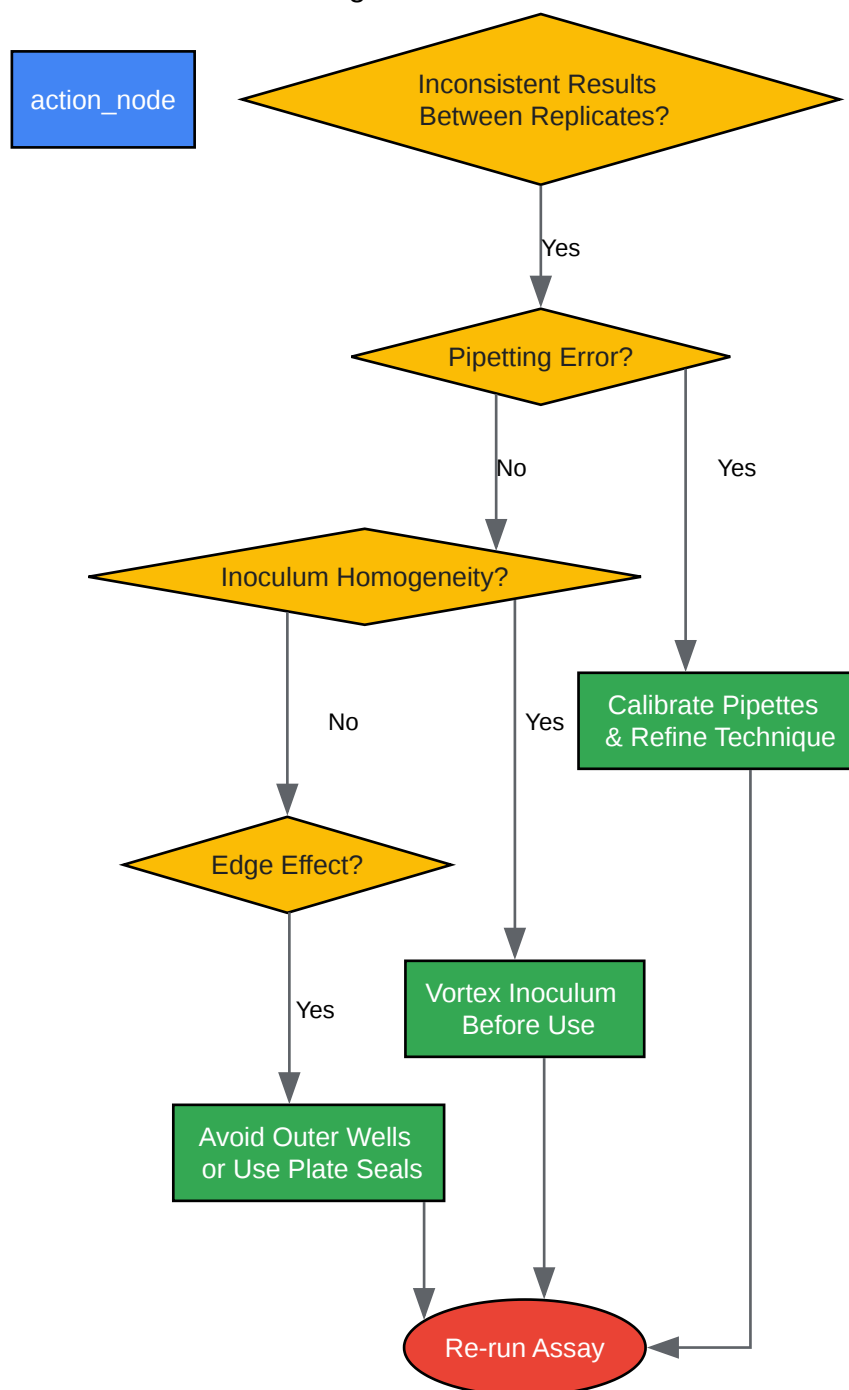 action_node
Inconsistent Results
Between Replicates?
Yes
Pipetting Error?
No
Yes
Inoculum Homogeneity?
No
Yes
Calibrate Pipettes
& Refine Technique
Edge Effect?
Yes
Vortex Inoculum
Before Use
Avoid Outer Wells
or Use Plate Seals
Re-run Assay